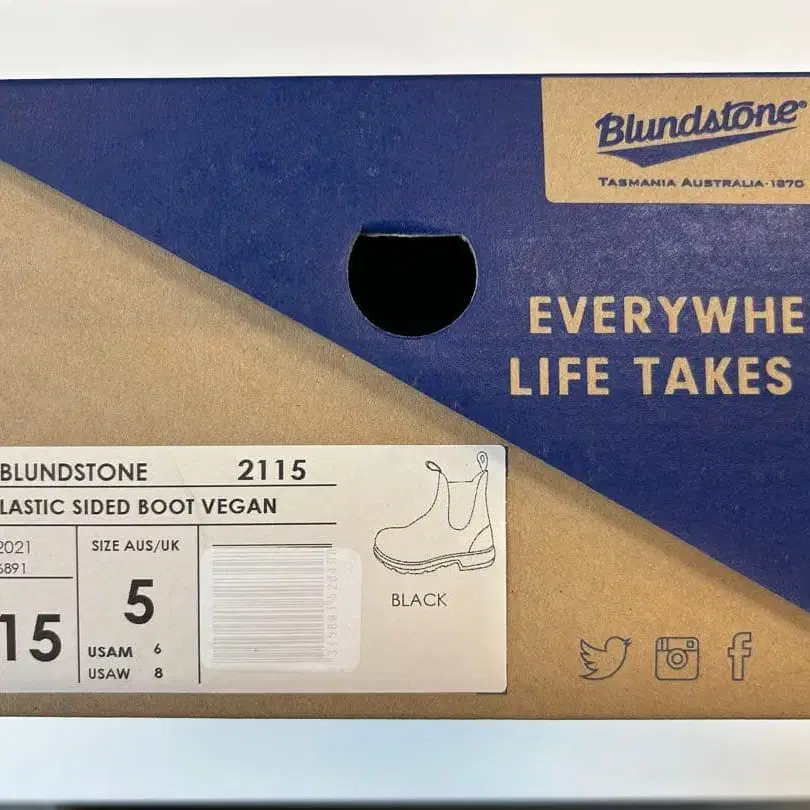 Blundstone®
TASMANIA AUSTRALIA·1870
EVERYWHE
LIFE TAKES
BLUNDSTONE 2115
LASTIC SIDED BOOT VEGAN
2021
6891
SIZE AUS/UK
15
5
USAM 6
USAW 8
BLACK